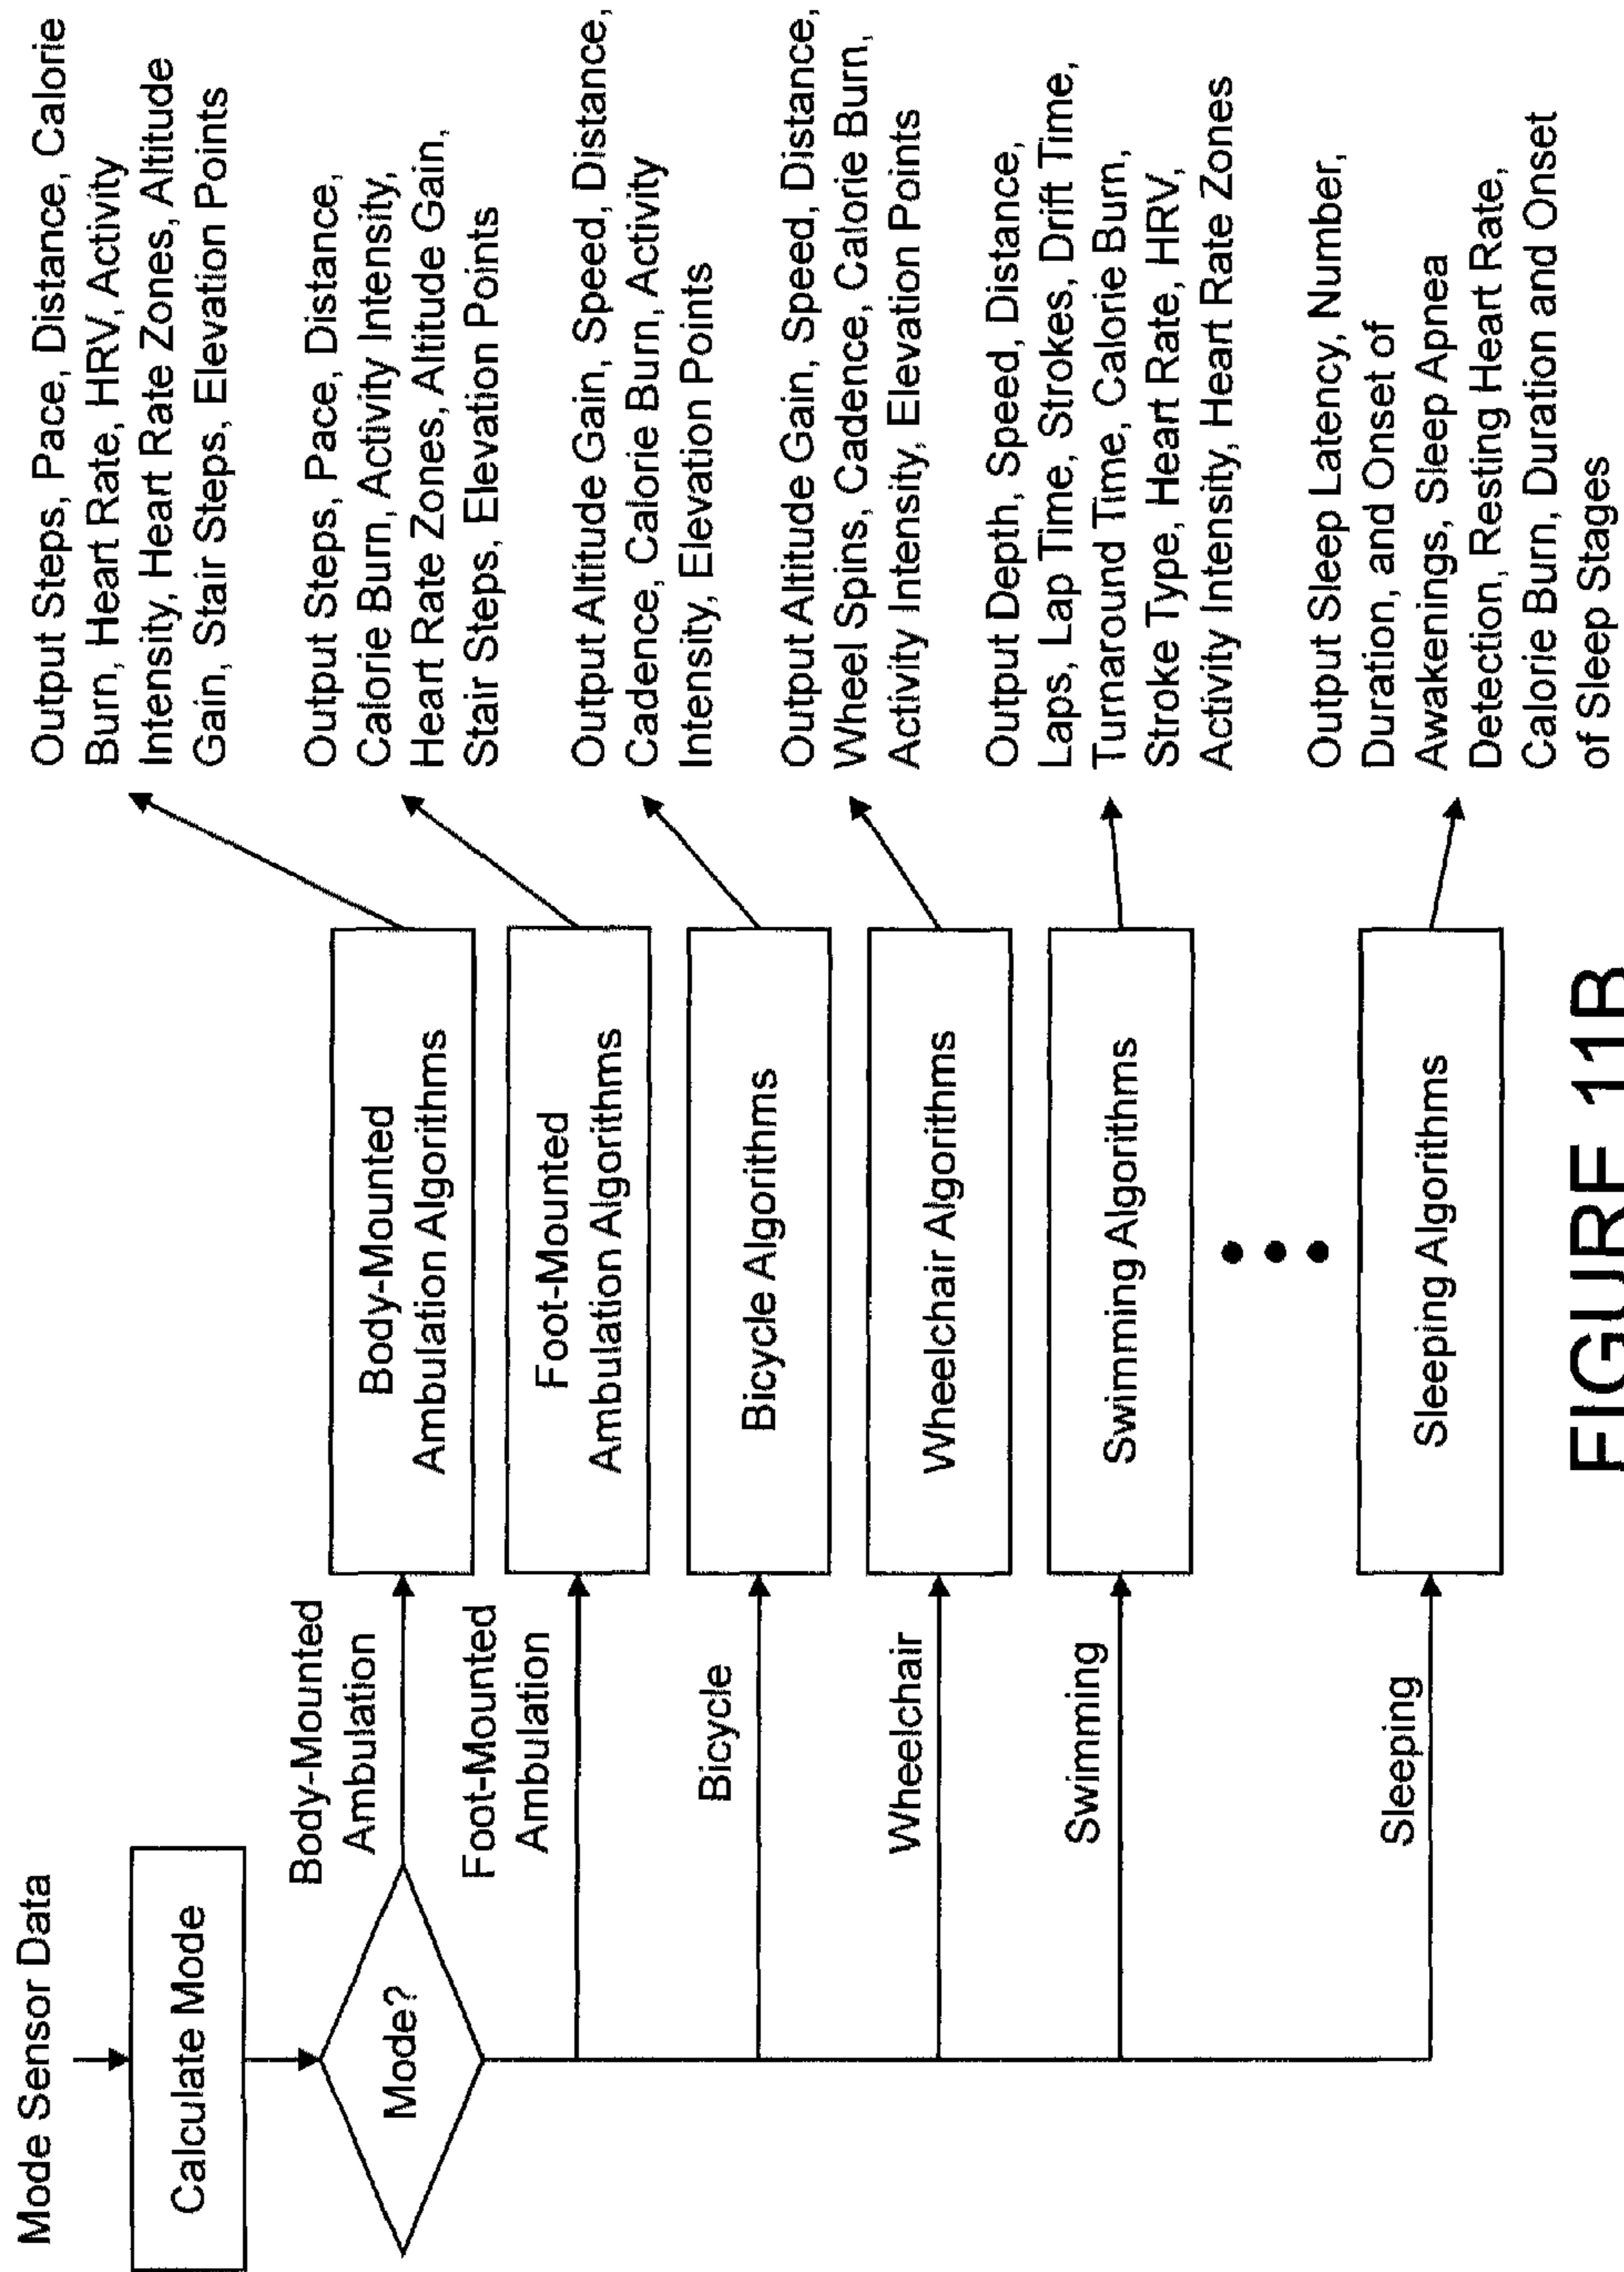 Mode Sensor Data
Calculate Mode
Mode?
Body-Mounted
Ambulation
Body-Mounted
Ambulation Algorithms
Output Steps, Pace, Distance, Calorie
Burn, Heart Rate, HRV, Activity
Intensity, Heart Rate Zones, Altitude
Gain, Stair Steps, Elevation Points
Foot-Mounted
Ambulation
Foot-Mounted
Ambulation Algorithms
Output Steps, Pace, Distance,
Calorie Burn, Activity Intensity,
Heart Rate Zones, Altitude Gain,
Stair Steps, Elevation Points
Bicycle
Bicycle Algorithms
Output Altitude Gain, Speed, Distance,
Cadence, Calorie Burn, Activity
Intensity, Elevation Points
Wheelchair
Wheelchair Algorithms
Output Altitude Gain, Speed, Distance,
Wheel Spins, Cadence, Calorie Burn,
Activity Intensity, Elevation Points
Swimming
Swimming Algorithms
Output Depth, Speed, Distance,
Laps, Lap Time, Strokes, Drift Time,
Turnaround Time, Calorie Burn,
Stroke Type, Heart Rate, HRV,
Activity Intensity, Heart Rate Zones
Sleeping
Sleeping Algorithms
Output Sleep Latency, Number,
Duration, and Onset of
Awakenings, Sleep Apnea
Detection, Resting Heart Rate,
Calorie Burn, Duration and Onset
of Sleep Stages
FIGURE 11B